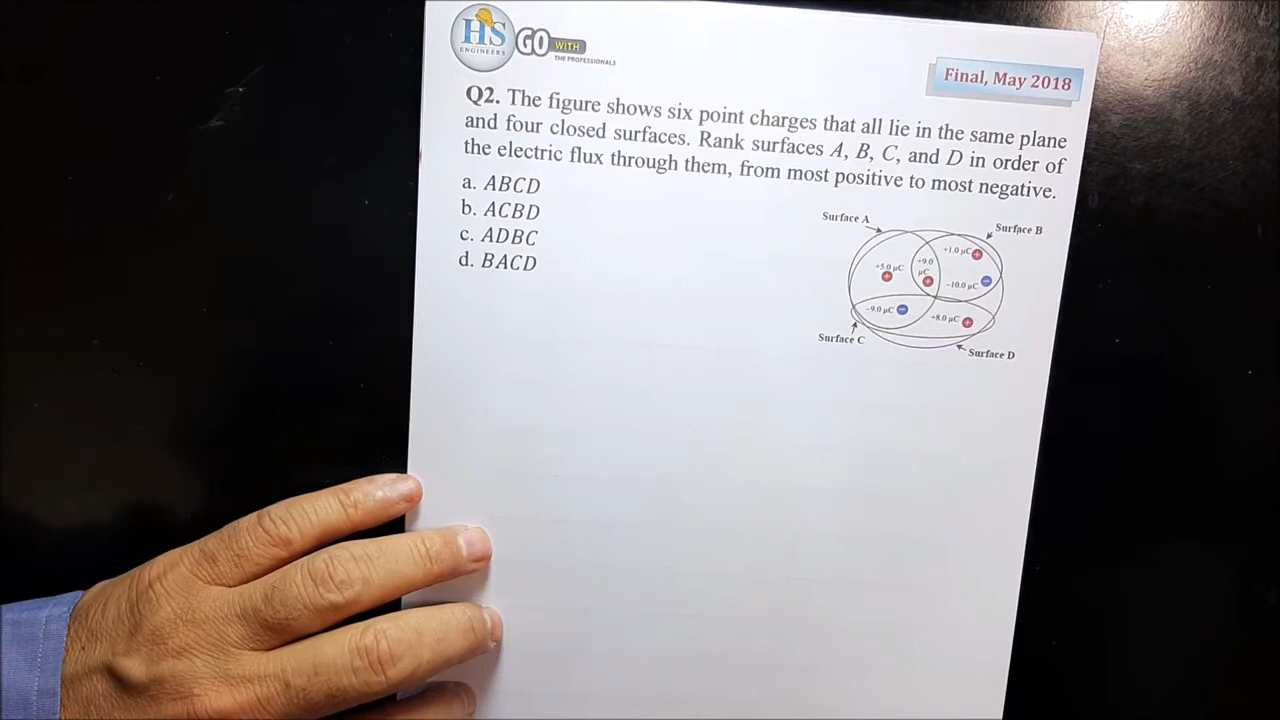 HS
ENGINEERS
GO WITH
THE PROFESSIONALS
Final, May 2018
Q2. The figure shows six point charges that all lie in the same plane
and four closed surfaces. Rank surfaces A, B, C, and D in order of
the electric flux through them, from most positive to most negative.
a. ABCD
b. ACBD
c. ADBC
d. BACD
Surface A
Surface B
+1.0 μC +
+5.0 μC
+
+9.0
μC
+
-10.0 μC −
-9.0 μC −
+8.0 μC +
Surface C
Surface D